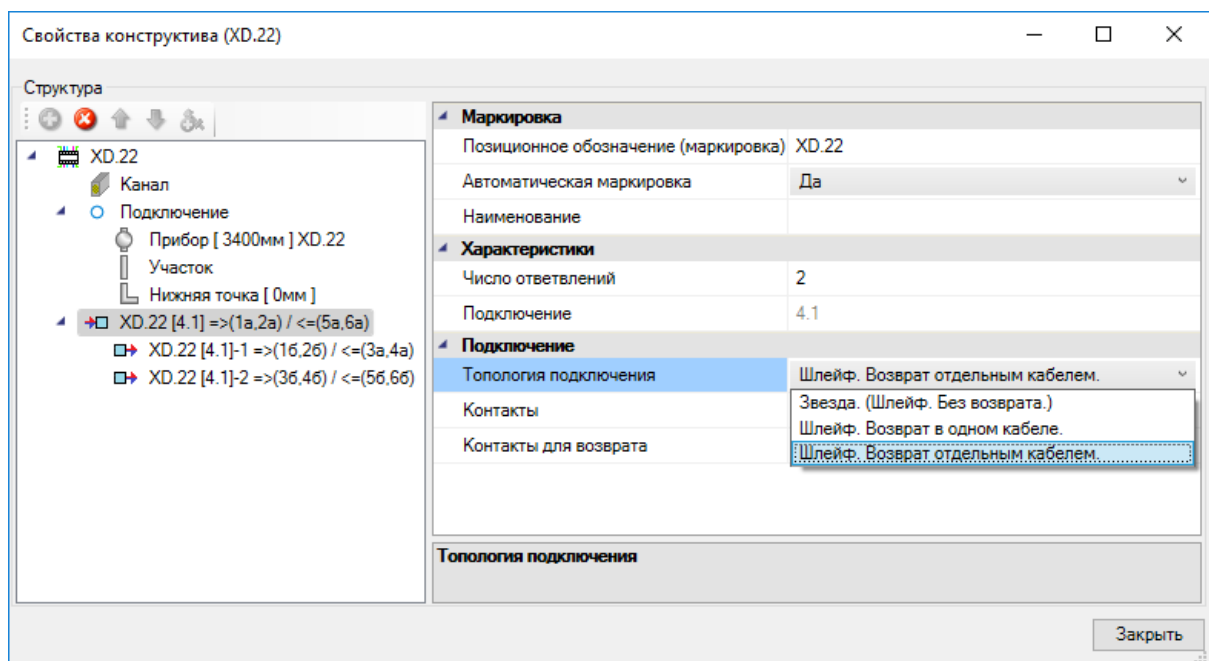 Свойства конструктива (XD.22)
Структура
XD.22
Канал
Подключение
Прибор [ 3400мм ] XD.22
Участок
Нижняя точка [ 0мм ]
XD.22 [4.1] =>(1а,2а) / <=(5а,6а)
XD.22 [4.1]-1 =>(1б,2б) / <=(3а,4а)
XD.22 [4.1]-2 =>(3б,4б) / <=(5б,6б)
Маркировка
Позиционное обозначение (маркировка) XD.22
Автоматическая маркировка Да
Наименование
Характеристики
Число ответвлений 2
Подключение 4.1
Подключение
Топология подключения Шлейф. Возврат отдельным кабелем.
Звезда. (Шлейф. Без возврата.)
Контакты
Шлейф. Возврат в одном кабеле.
Контакты для возврата
Шлейф. Возврат отдельным кабелем.
Топология подключения
Закрыть